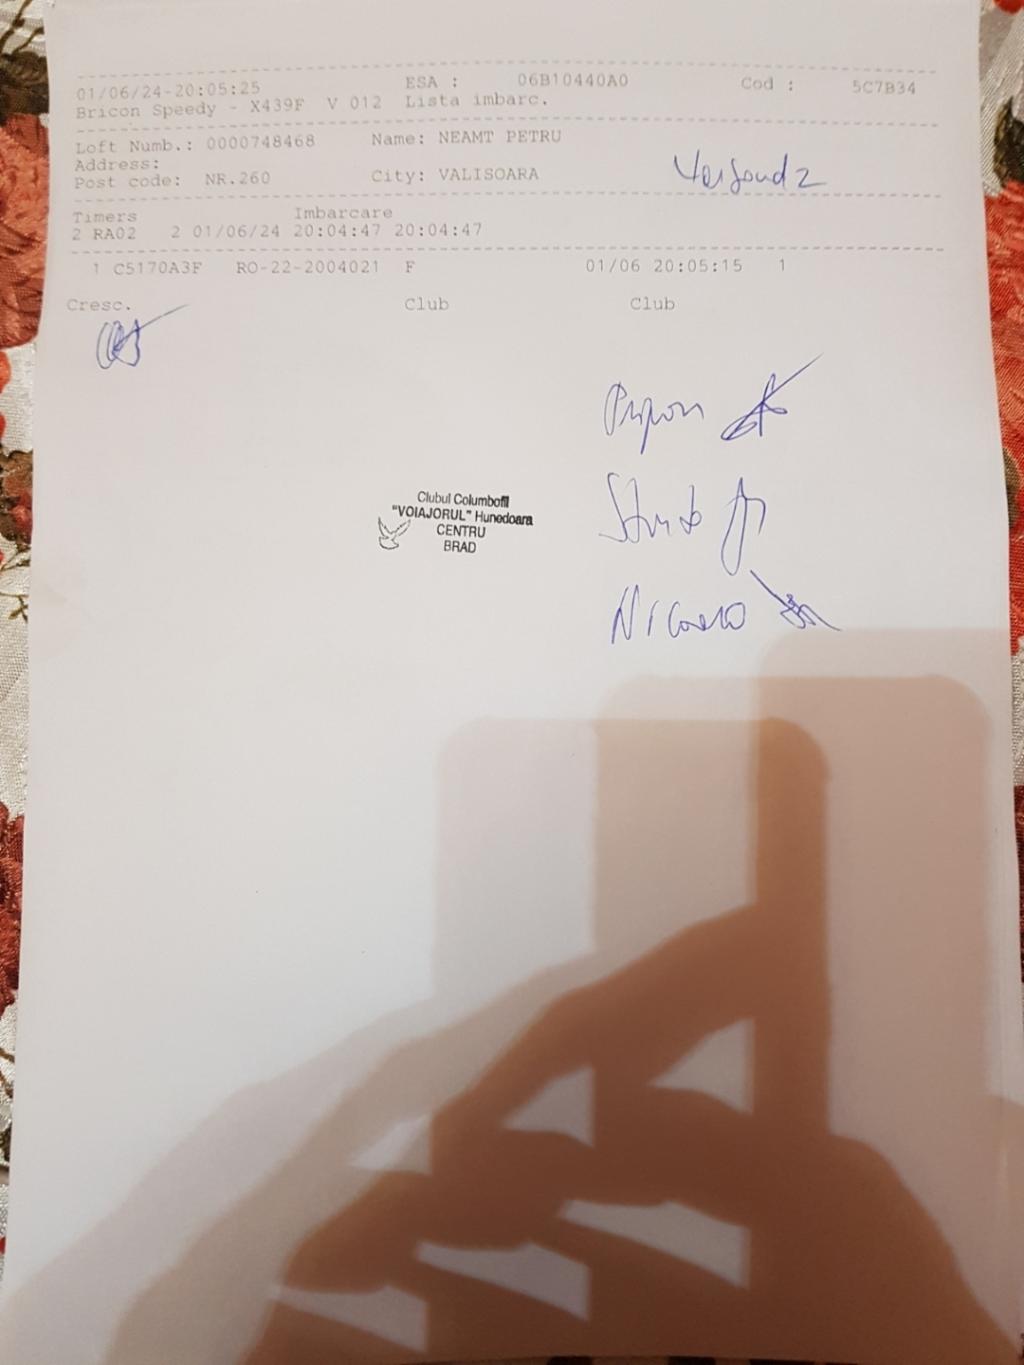 01/06/24-20:05:25 ESA : 06B10440A0 Cod : 5C7B34
Bricon Speedy - X439F V 012 Lista imbarc.
Loft Numb.: 0000748468 Name: NEAMT PETRU
Address:
Post code: NR.260 City: VALISOARA
Timers Imbarcare
2 RA02 2 01/06/24 20:04:47 20:04:47
1 C5170A3F RO-22-2004021 F 01/06 20:05:15 1
Cresc. Club Club
Clubul Columbofil
"VOIAJORUL" Hunedoara
CENTRU
BRAD